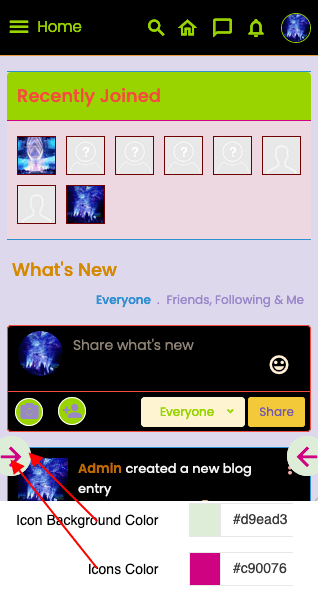 Home
Recently Joined
What's New
Everyone . Friends, Following & Me
Share what's new
Everyone Share
Admin created a new blog
entry
Icon Background Color #d9ead3
Icons Color #c90076